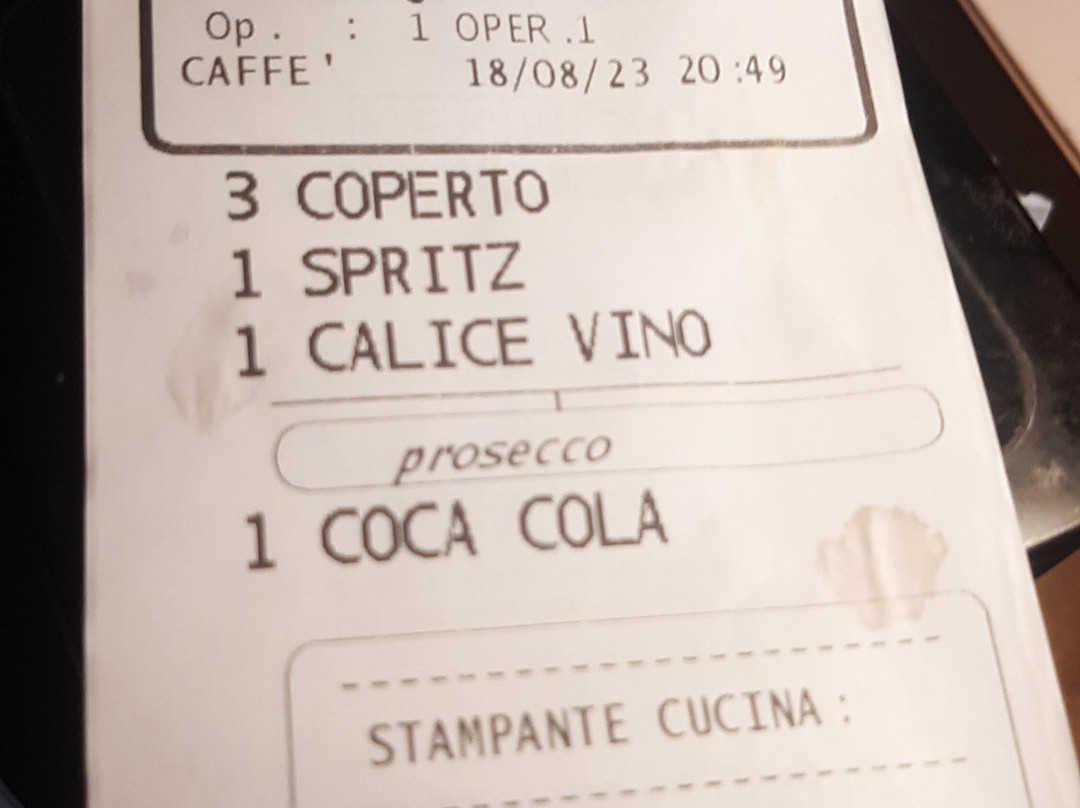 Op. : 1 OPER.1
CAFFE' 18/08/23 20:49
3 COPERTO
1 SPRITZ
1 CALICE VINO
prosecco
1 COCA COLA
STAMPANTE CUCINA: